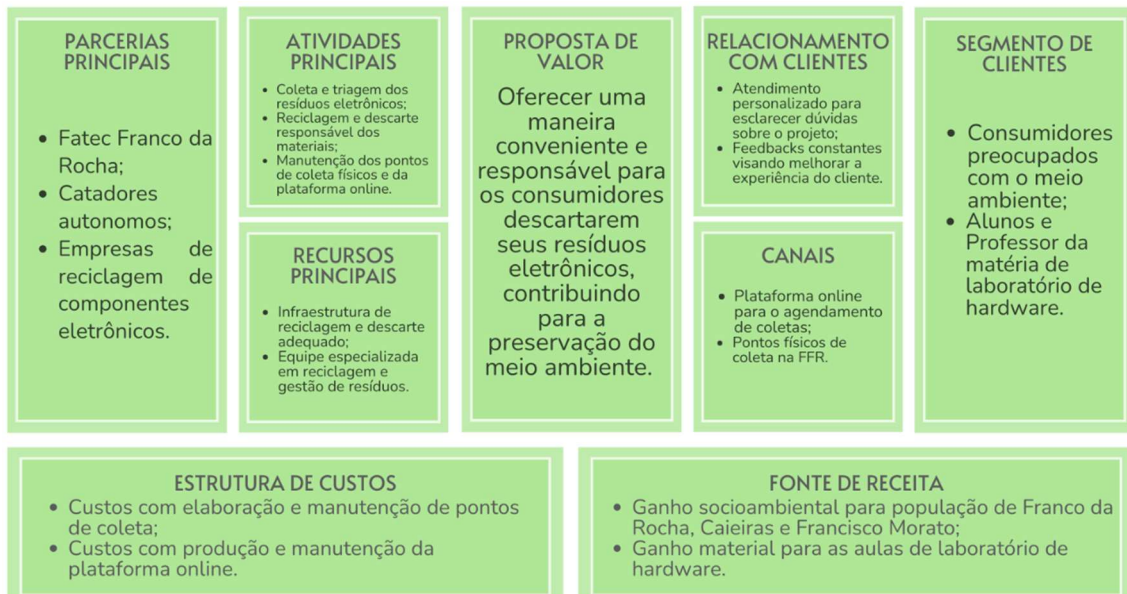 PARCERIAS
PRINCIPAIS
• Fatec Franco da
Rocha;
• Catadores
autonomos;
• Empresas de
reciclagem de
componentes
eletrônicos.
ATIVIDADES
PRINCIPAIS
• Coleta e triagem dos
resíduos eletrônicos;
• Reciclagem e descarte
responsável dos
materiais;
• Manutenção dos pontos
de coleta físicos e da
plataforma online.
RECURSOS
PRINCIPAIS
• Infraestrutura de
reciclagem e descarte
adequado;
• Equipe especializada
em reciclagem e
gestão de resíduos.
PROPOSTA DE
VALOR
Oferecer uma
maneira
conveniente e
responsável para
os consumidores
descartarem
seus resíduos
eletrônicos,
contribuindo
para a
preservação do
meio ambiente.
RELACIONAMENTO
COM CLIENTES
• Atendimento
personalizado para
esclarecer dúvidas
sobre o projeto;
• Feedbacks constantes
visando melhorar a
experiência do cliente.
CANAIS
• Plataforma online
para o agendamento
de coletas;
• Pontos físicos de
coleta na FFR.
SEGMENTO DE
CLIENTES
• Consumidores
preocupados
com o meio
ambiente;
• Alunos e
Professor da
matéria de
laboratório de
hardware.
ESTRUTURA DE CUSTOS
• Custos com elaboração e manutenção de pontos
de coleta;
• Custos com produção e manutenção da
plataforma online.
FONTE DE RECEITA
• Ganho socioambiental para população de Franco da
Rocha, Caieiras e Francisco Morato;
• Ganho material para as aulas de laboratório de
hardware.